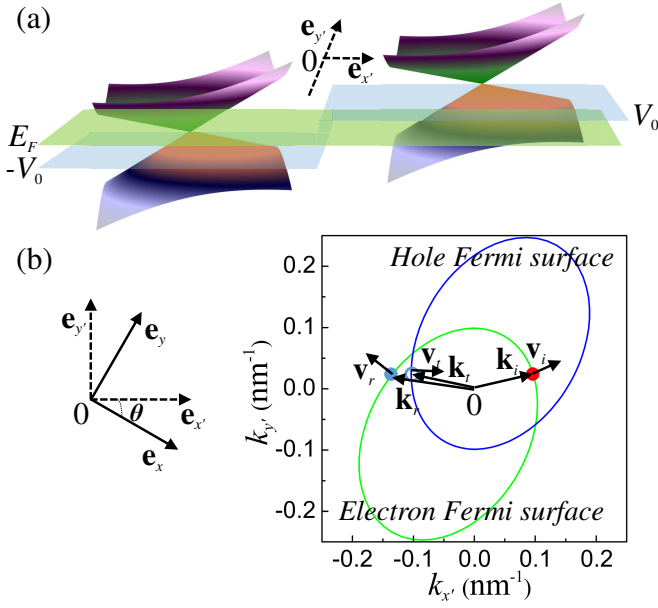 (a)
e_y′
0
e_x′
E_F
-V_0
V_0
(b)
e_y′
e_y
0
θ
e_x′
e_x
0.2
0.1
0.0
-0.1
-0.2
Hole Fermi surface
v_r
v_t
k_t
k_i
v_i
k_r
0
Electron Fermi surface
-0.2
-0.1
0.0
0.1
0.2
k_y′ (nm⁻¹)
k_x′ (nm⁻¹)